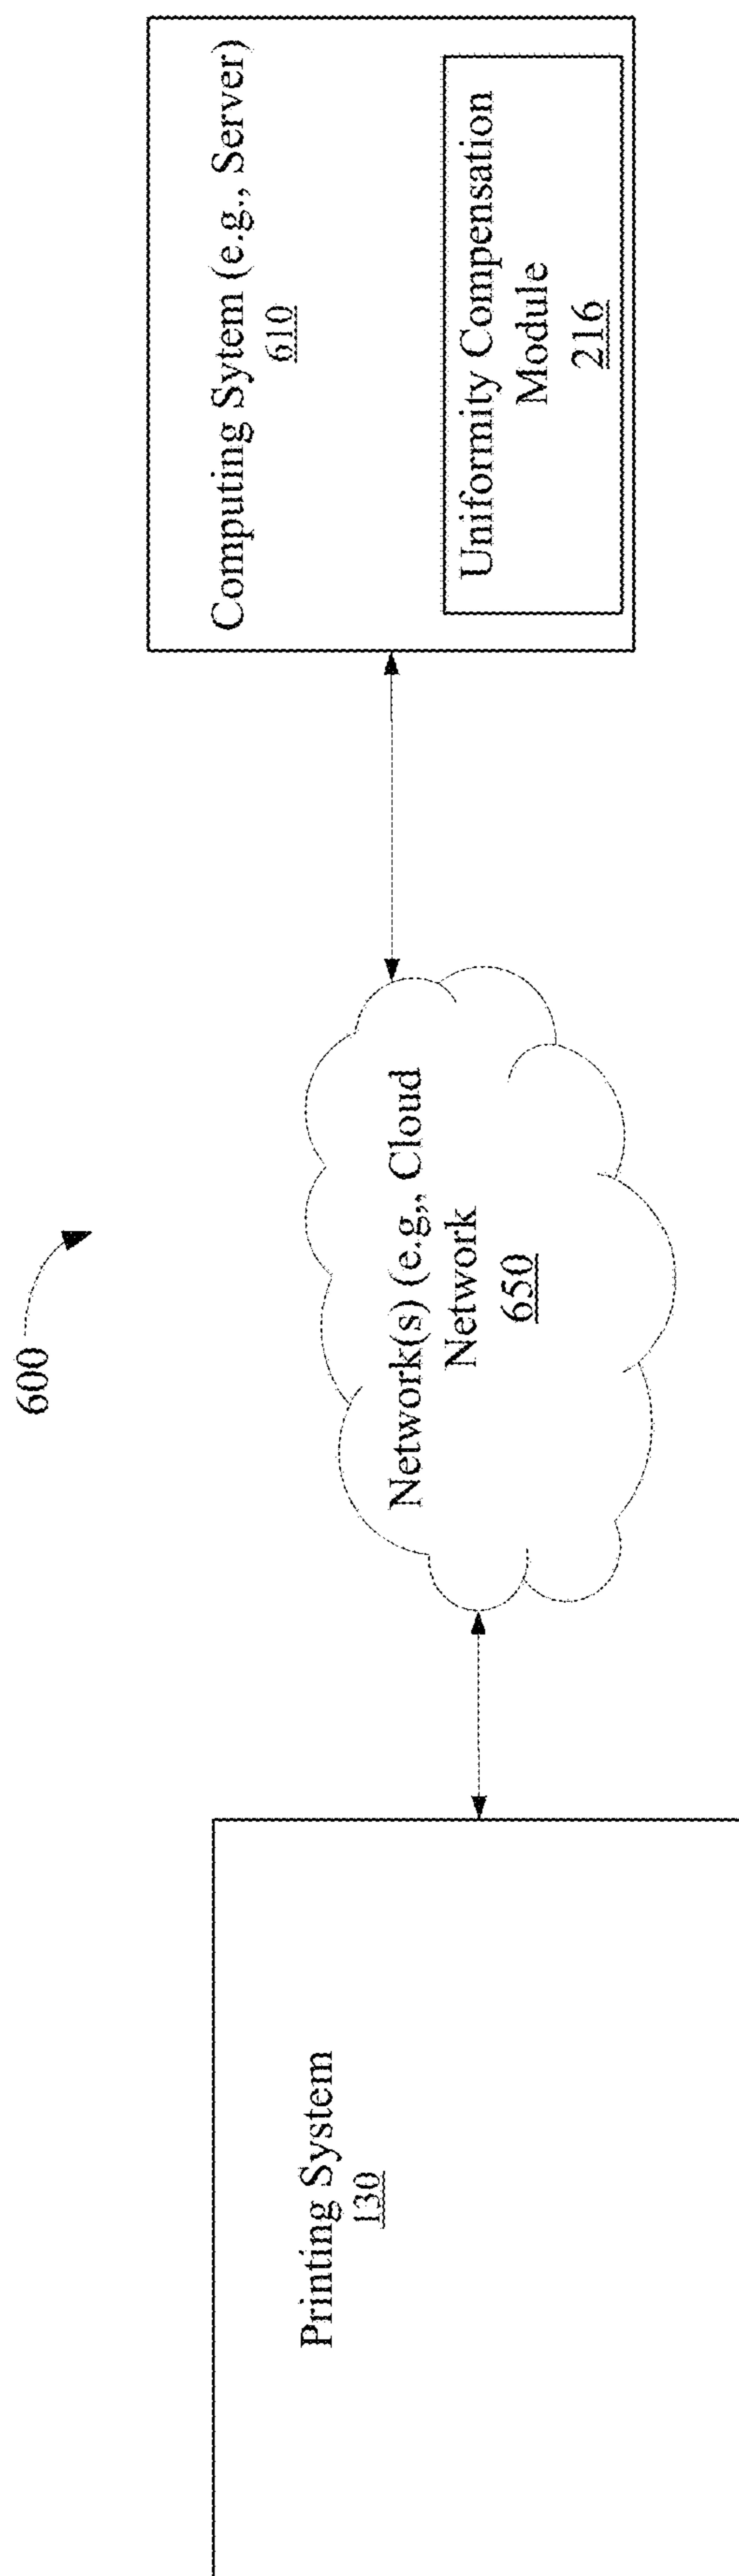 600
Printing System
130
Network(s) (e.g,, Cloud
Network
650
Computing Sytem (e.g., Server)
610
Uniformity Compensation
Module
216